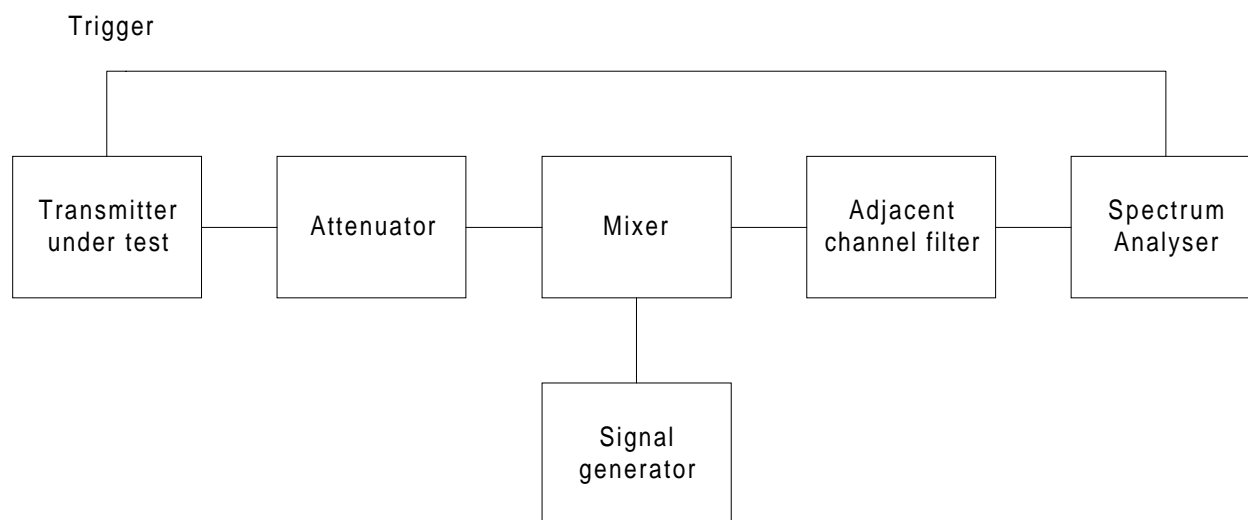 Trigger
Transmitter
under test
Attenuator
Mixer
Adjacent
channel filter
Spectrum
Analyser
Signal
generator